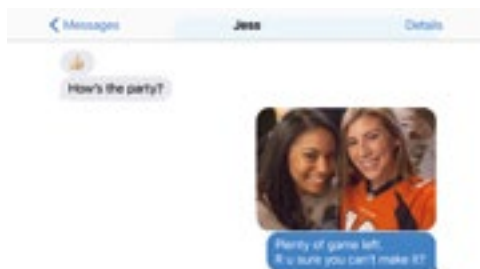 Messages
Jess
Details
How's the party?
Plenty of game left.
R u sure you can't make it?